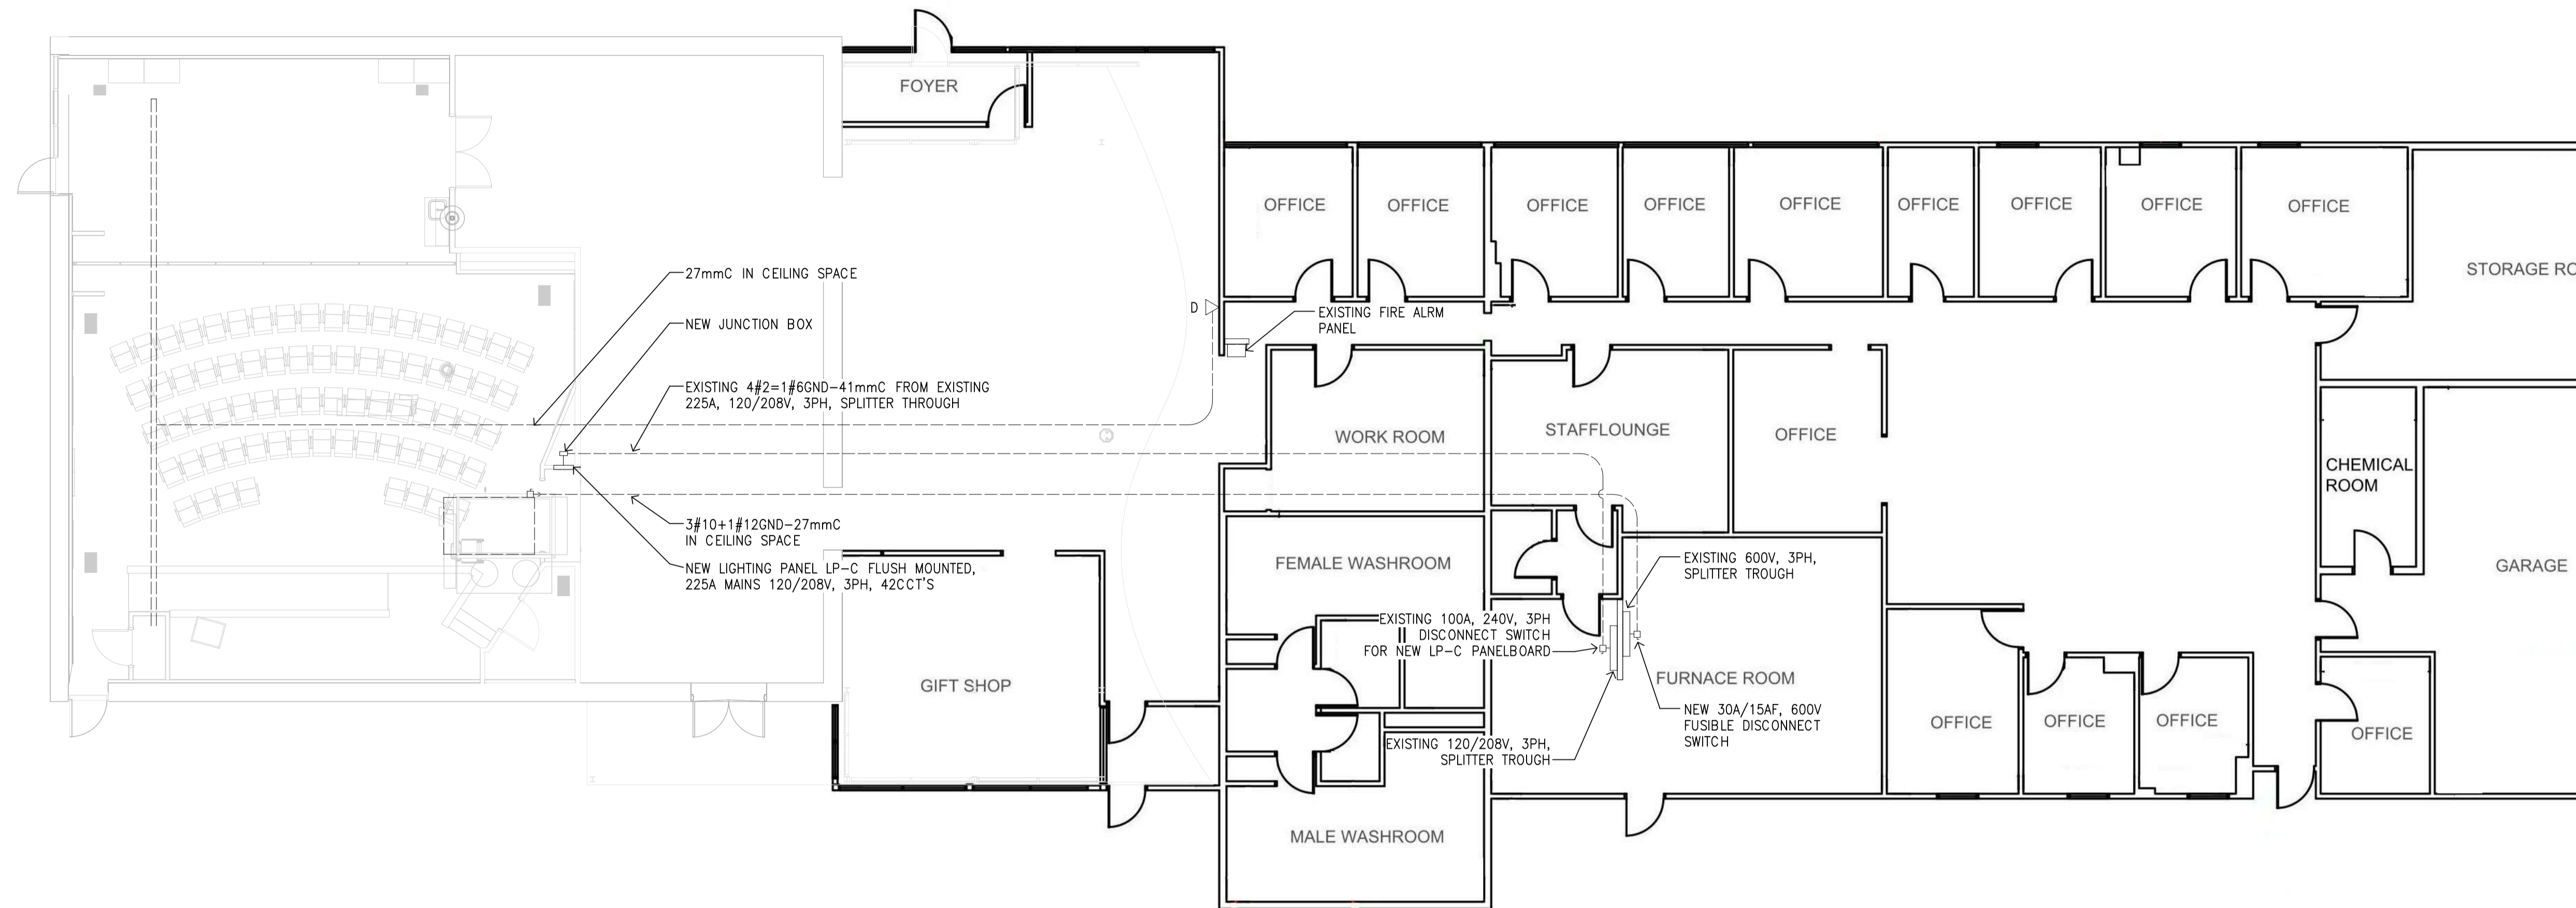 FOYER
OFFICE
OFFICE
OFFICE
OFFICE
OFFICE
OFFICE
OFFICE
OFFICE
OFFICE
STORAGE RO
27mmC IN CEILING SPACE
NEW JUNCTION BOX
EXISTING 4#2=1#6GND-41mmC FROM EXISTING
225A, 120/208V, 3PH, SPLITTER THROUGH
D
EXISTING FIRE ALRM
PANEL
WORK ROOM
STAFFLOUNGE
OFFICE
CHEMICAL
ROOM
GARAGE
3#10+1#12GND-27mmC
IN CEILING SPACE
NEW LIGHTING PANEL LP-C FLUSH MOUNTED,
225A MAINS 120/208V, 3PH, 42CCT'S
FEMALE WASHROOM
EXISTING 600V, 3PH,
SPLITTER TROUGH
EXISTING 100A, 240V, 3PH
DISCONNECT SWITCH
FOR NEW LP-C PANELBOARD
GIFT SHOP
FURNACE ROOM
NEW 30A/15AF, 600V
FUSIBLE DISCONNECT
SWITCH
EXISTING 120/208V, 3PH,
SPLITTER TROUGH
OFFICE
OFFICE
OFFICE
OFFICE
MALE WASHROOM